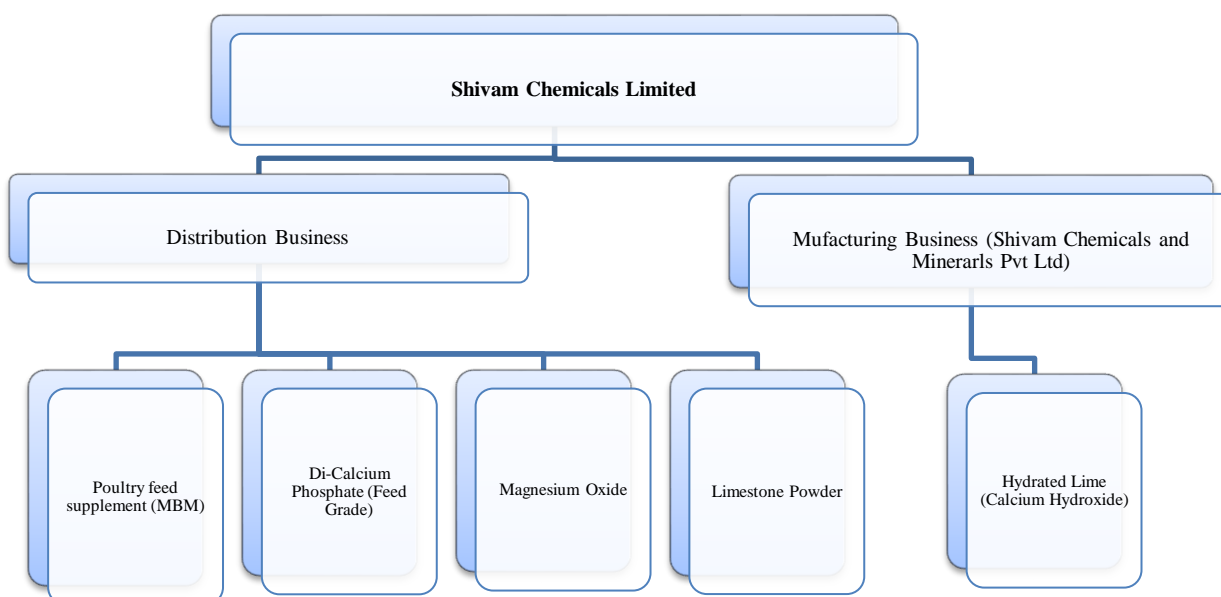 Shivam Chemicals Limited
Distribution Business
Mufacturing Business (Shivam Chemicals and
Minerarls Pvt Ltd)
Poultry feed
supplement (MBM)
Di-Calcium
Phosphate (Feed
Grade)
Magnesium Oxide
Limestone Powder
Hydrated Lime
(Calcium Hydroxide)